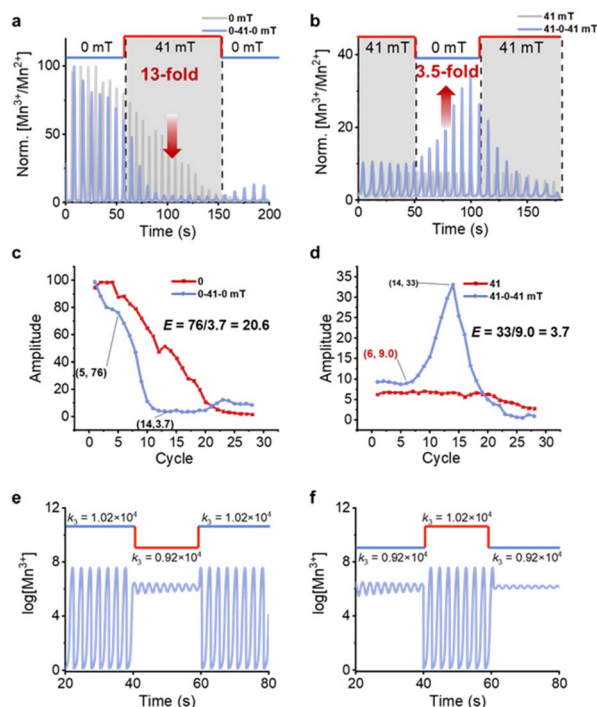 a
0 mT
0-41-0 mT
0 mT
41 mT
0 mT
13-fold
100
50
0
0
50
100
150
200
Norm. [Mn³⁺/Mn²⁺]
Time (s)
b
41 mT
41-0-41 mT
41 mT
0 mT
41 mT
3.5-fold
40
20
0
0
50
100
150
Norm. [Mn³⁺/Mn²⁺]
Time (s)
c
0
0-41-0 mT
E = 76/3.7 = 20.6
(5, 76)
(14,3.7)
100
80
60
40
20
0
0
5
10
15
20
25
30
Amplitude
Cycle
d
41
41-0-41 mT
(14, 33)
E = 33/9.0 = 3.7
(6, 9.0)
35
30
25
20
15
10
5
0
0
5
10
15
20
25
30
Amplitude
Cycle
e
k₃ = 1.02×10⁴
k₃ = 1.02×10⁴
k₃ = 0.92×10⁴
12
8
4
0
20
40
60
80
log[Mn³⁺]
Time (s)
f
k₃ = 1.02×10⁴
k₃ = 0.92×10⁴
k₃ = 0.92×10⁴
12
8
4
0
20
40
60
80
log[Mn³⁺]
Time (s)